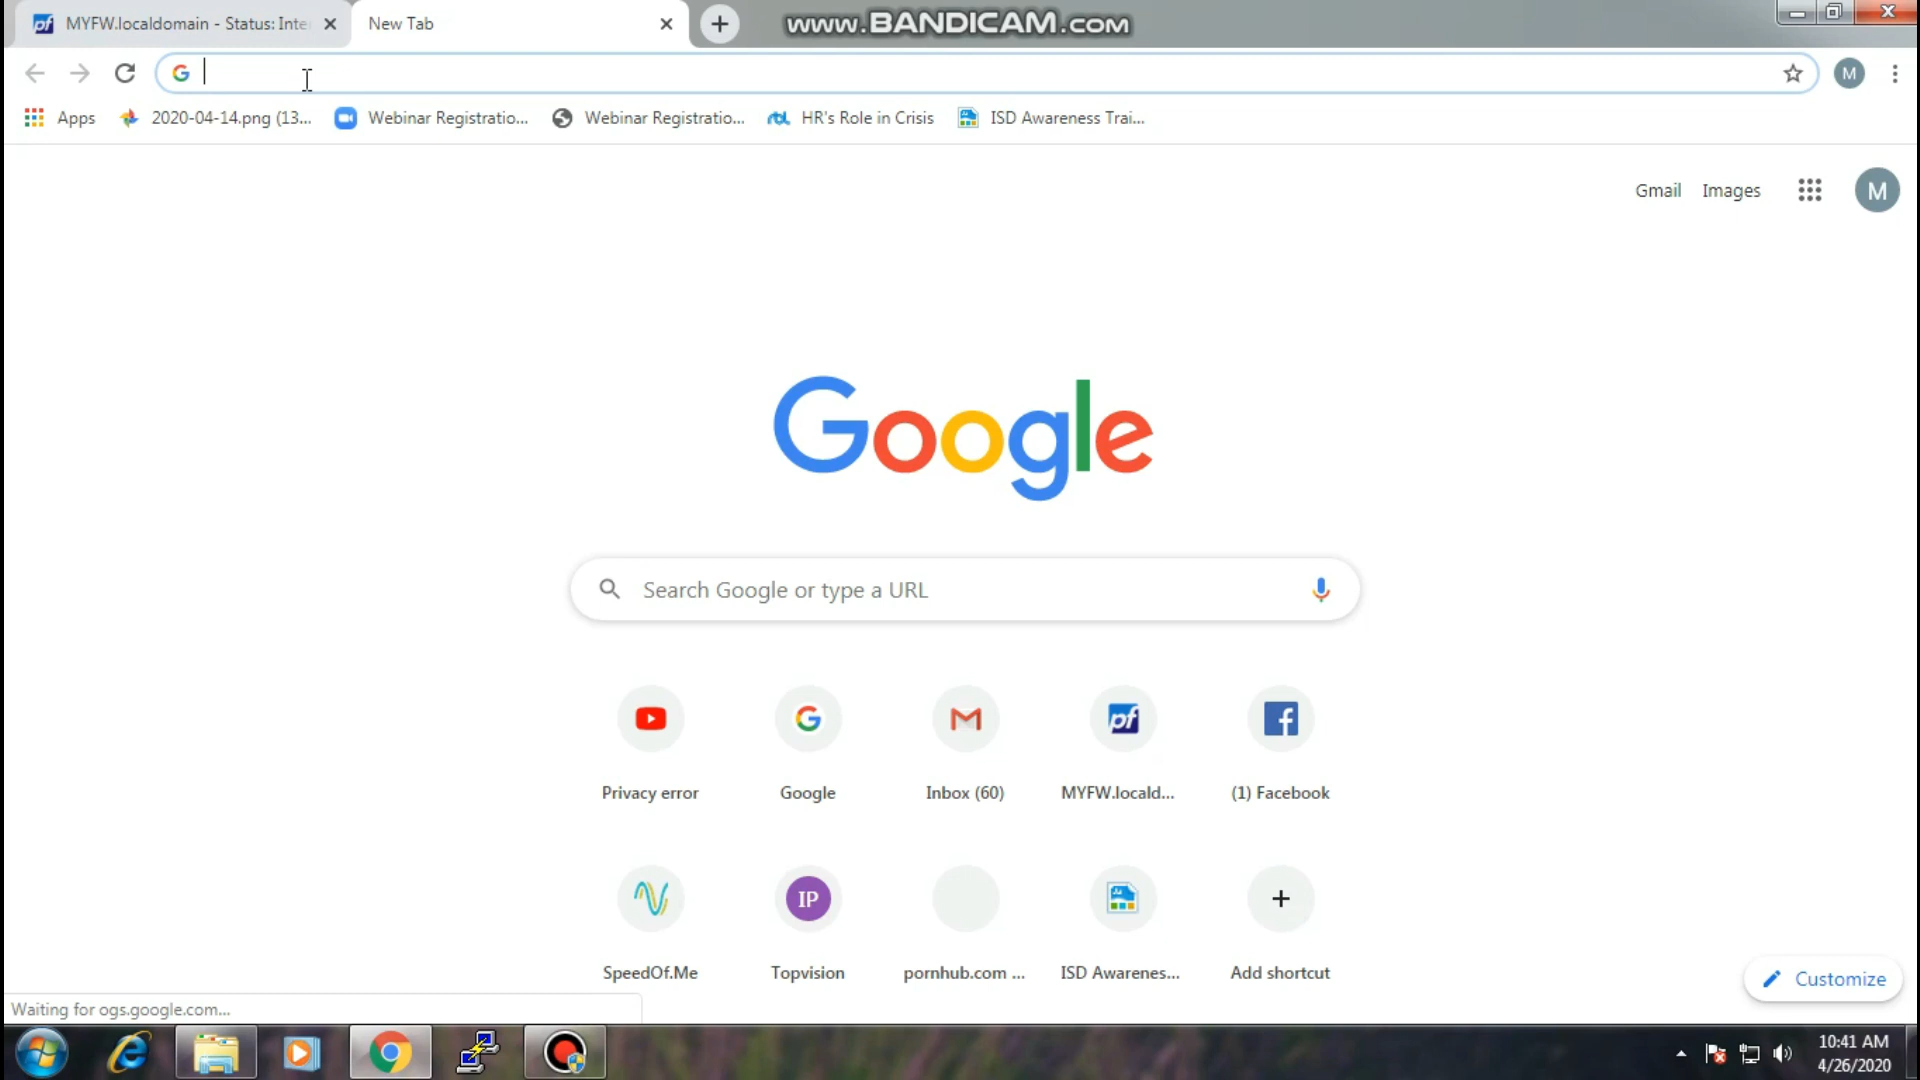 MYFW.localdomain - Status: Inte
New Tab
www.BANDICAM.com
M
Apps
2020-04-14.png (13...
Webinar Registratio...
Webinar Registratio...
rbl
HR's Role in Crisis
ISD Awareness Trai...
Gmail
Images
M
Google
Search Google or type a URL
Privacy error
Google
Inbox (60)
pf
MYFW.locald...
(1) Facebook
SpeedOf.Me
IP
Topvision
pornhub.com ...
ISD Awarenes...
Add shortcut
Customize
Waiting for ogs.google.com...
10:41 AM
4/26/2020